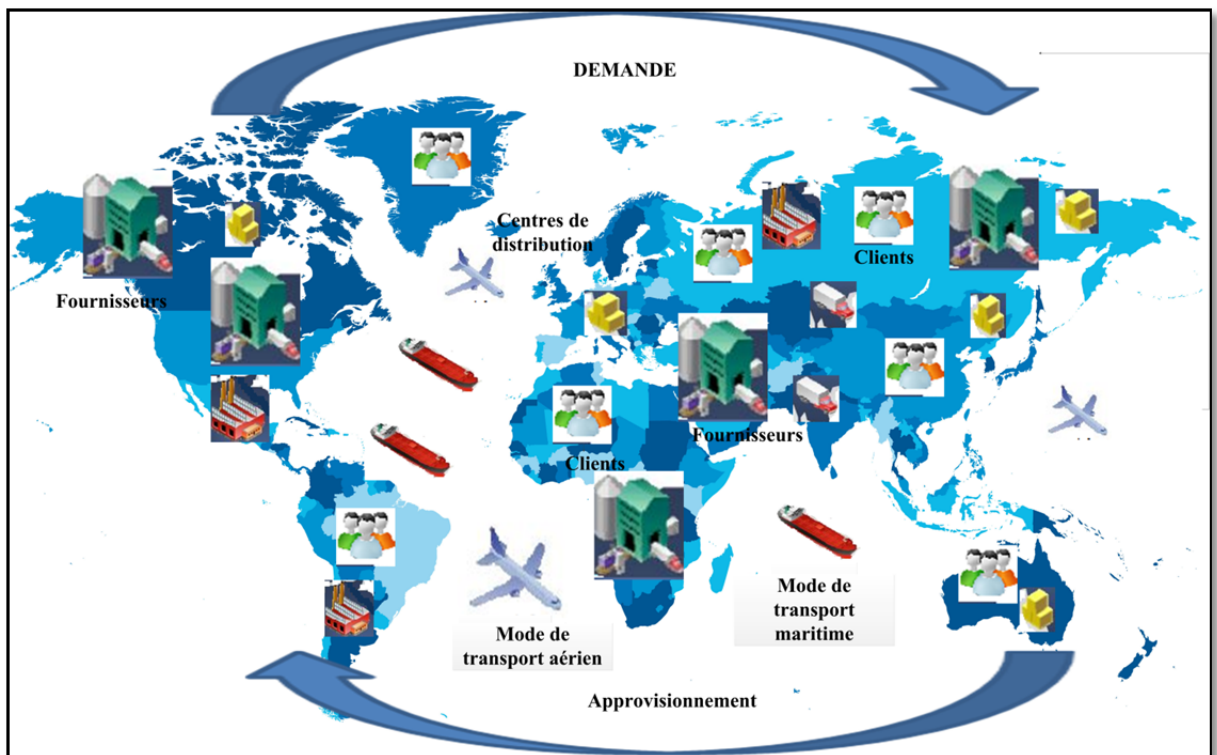 DEMANDE
Centres de
distribution
Clients
Fournisseurs
Fournisseurs
Clients
Mode de
transport
maritime
Mode de
transport aérien
Approvisionnement